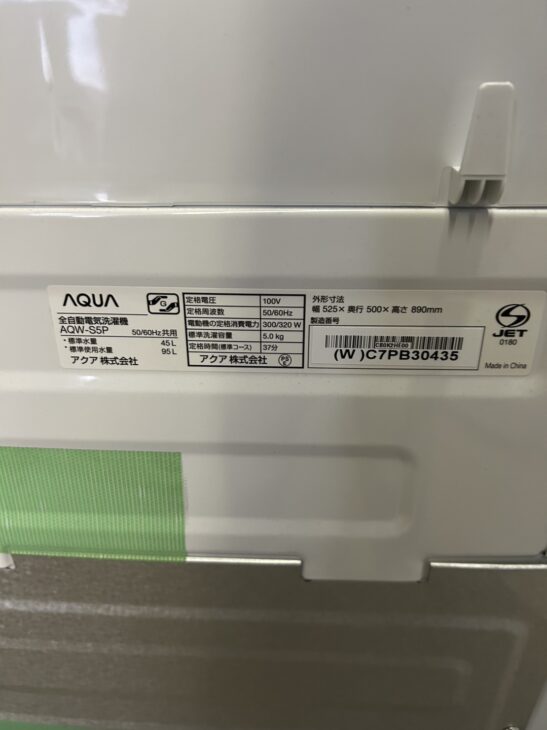 AQUA
全自動電気洗濯機
AQW-S5P 50/60Hz共用
・標準水量 45 L
・標準使用水量 95 L
アクア 株式会社
G
定格電圧 100V
定格周波数 50/60Hz
電動機の定格消費電力 300/320 W
標準洗濯容量 5.0 kg
定格時間(標準コース) 37分
アクア 株式会社
PS
E
外形寸法
幅 525× 奥行 500× 高さ 890mm
製造番号
(W )C7PB30435
S
JET
0180
Made in China